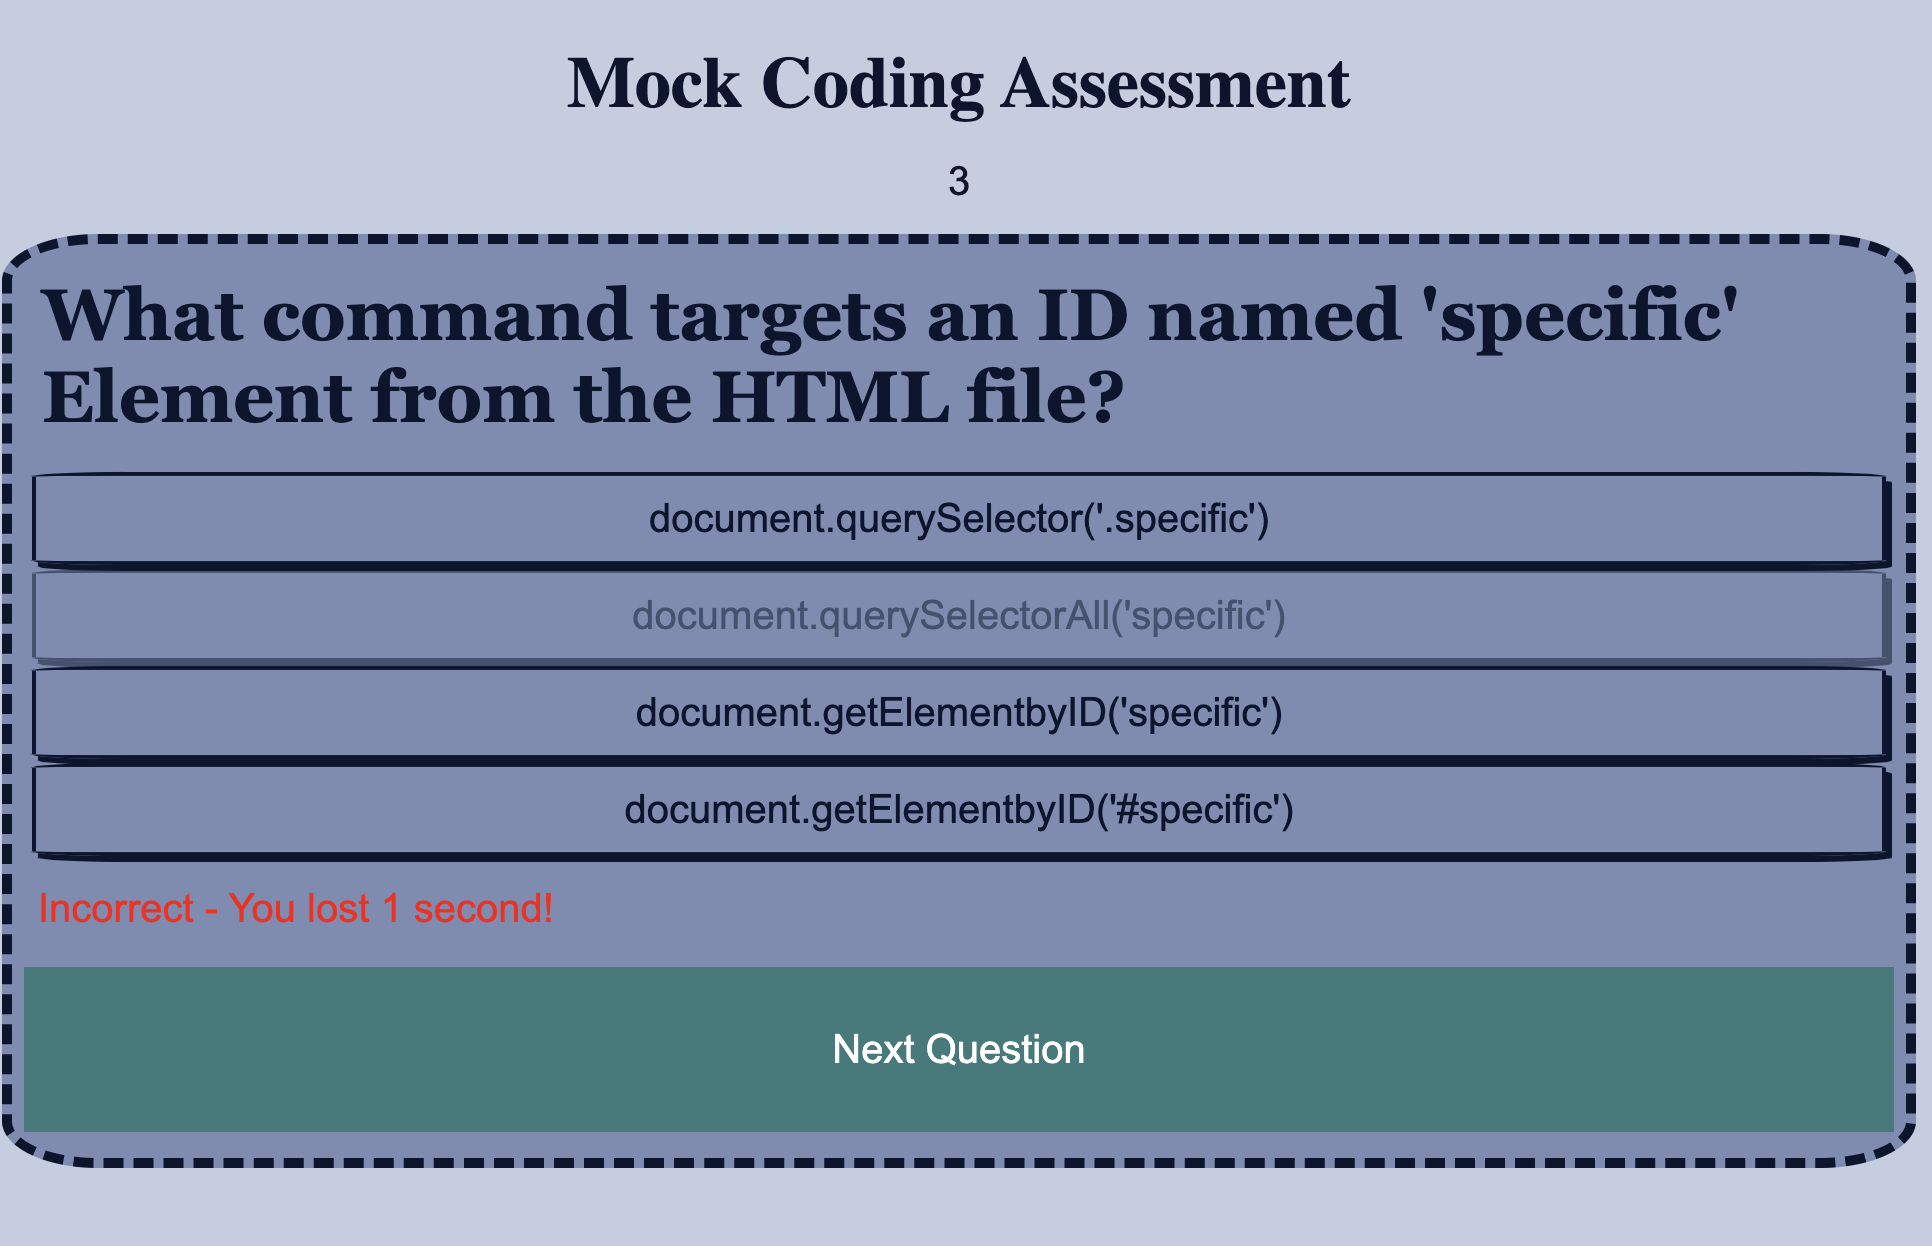 Mock Coding Assessment
3
What command targets an ID named 'specific'
Element from the HTML file?
document.querySelector('.specific')
document.querySelectorAll('specific')
document.getElementbyID('specific')
document.getElementbyID('#specific')
Incorrect - You lost 1 second!
Next Question